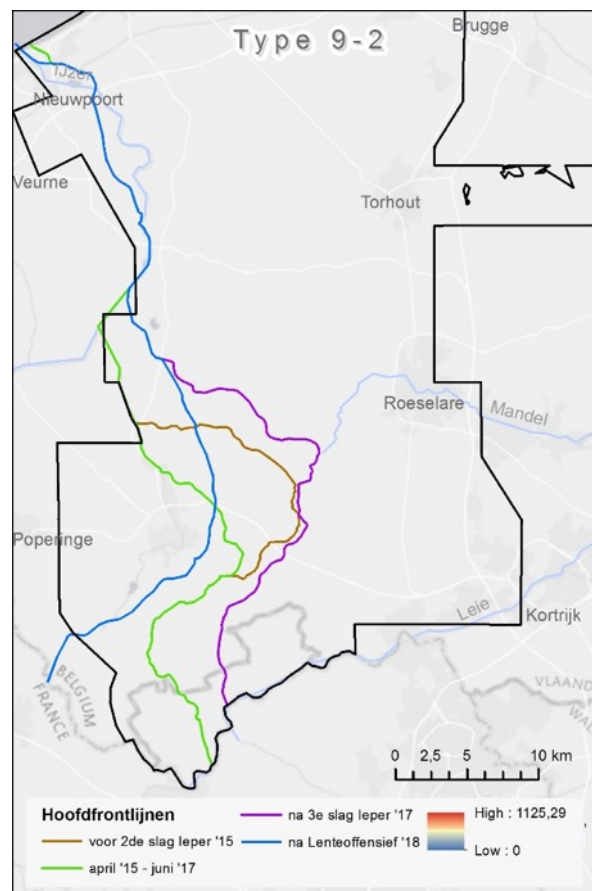 Type 9-2
Brugge
IJzer
Nieuwpoort
Veurne
Torhout
Roeselare
Mandel
Poperinge
Leie
Kortrijk
BELGIUM
FRANCE
VLAAND
WAL
0 2,5 5 10 km
Hoofdfrontlijnen
voor 2de slag Ieper '15
april '15 - juni '17
na 3e slag Ieper '17
na Lenteoffensief '18
High : 1125,29
Low : 0